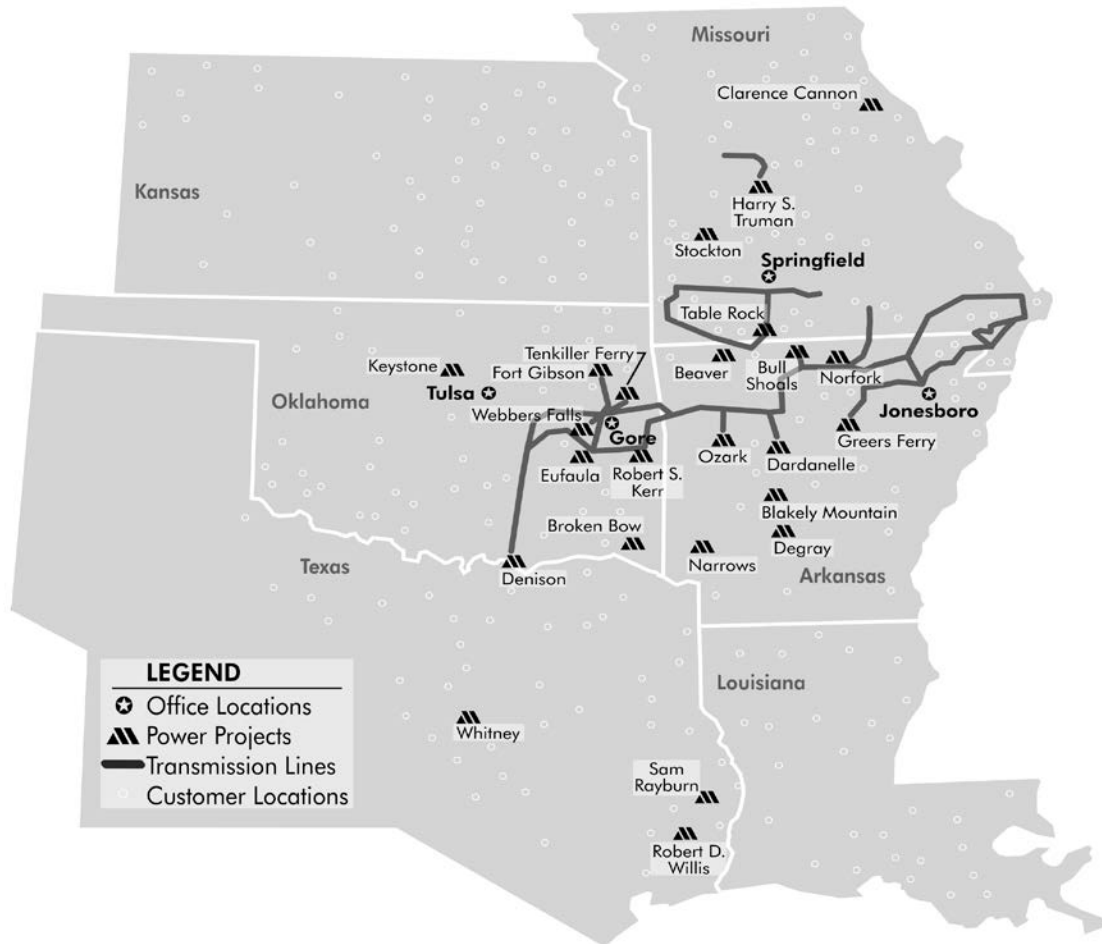 Missouri
Clarence Cannon
Kansas
Harry S.
Truman
Stockton
Springfield
Table Rock
Tenkiller Ferry
Keystone
Fort Gibson
Beaver
Bull
Shoals
Norfork
Tulsa
Oklahoma
Jonesboro
Webbers Falls
Gore
Greers Ferry
Ozark
Dardanelle
Eufaula
Robert S.
Kerr
Blakely Mountain
Broken Bow
Degray
Narrows
Texas
Denison
Arkansas
LEGEND
Office Locations
Power Projects
Transmission Lines
Customer Locations
Louisiana
Whitney
Sam
Rayburn
Robert D.
Willis